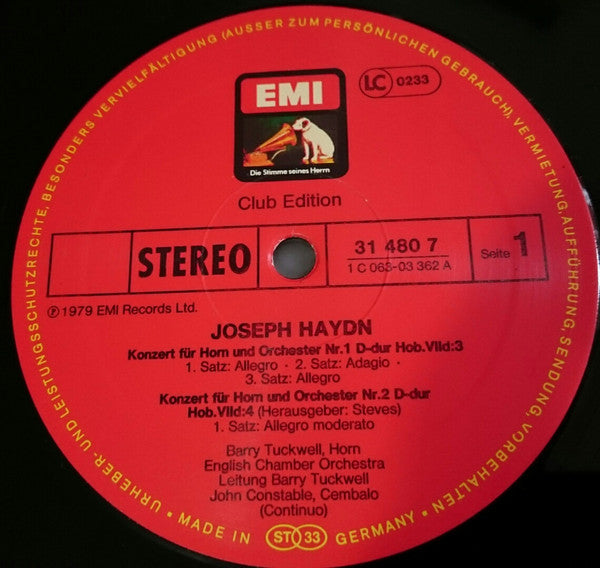 URHEBER- UND LEISTUNGSSCHUTZRECHTE, BESONDERS VERVIELFÄLTIGUNG (AUSSER ZUM PERSÖNLICHEN GEBRAUCH), VERMIETUNG, AUFFÜHRUNG, SENDUNG, VORBEHALTEN •
EMI
Die Stimme seines Herrn
LC 0233
Club Edition
STEREO
31 480 7
1 C 063-03 362 A
Seite 1
℗ 1979 EMI Records Ltd.
JOSEPH HAYDN
Konzert für Horn und Orchester Nr.1 D-dur Hob.VIId:3
1. Satz: Allegro · 2. Satz: Adagio ·
3. Satz: Allegro
Konzert für Horn und Orchester Nr.2 D-dur
Hob.VIId:4 (Herausgeber: Steves)
1. Satz: Allegro moderato
Barry Tuckwell, Horn
English Chamber Orchestra
Leitung Barry Tuckwell
John Constable, Cembalo
(Continuo)
• MADE IN ST 33 GERMANY •